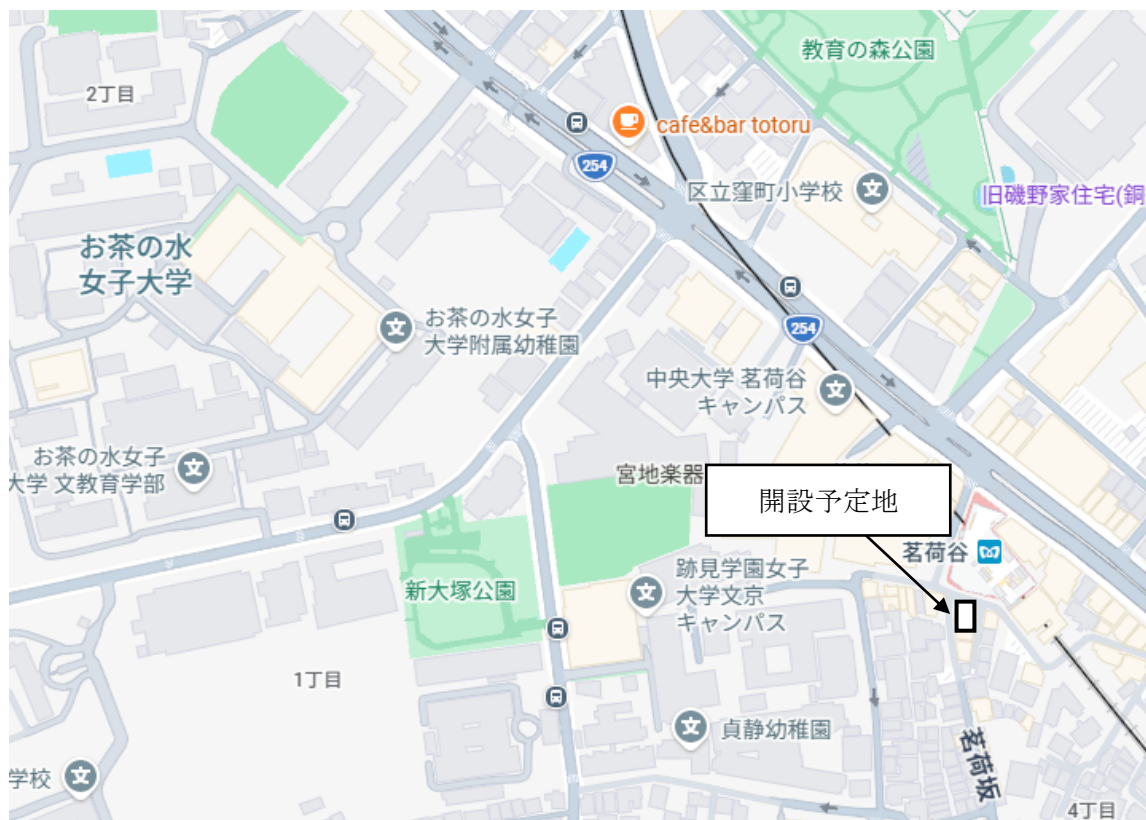 2丁目
教育の森公園
cafe&bar totoru
254
区立窪町小学校
旧磯野家住宅(銅
お茶の水
女子大学
お茶の水女子
大学附属幼稚園
254
中央大学 茗荷谷
キャンパス
お茶の水女子
大学 文教育学部
宮地楽器
開設予定地
茗荷谷
新大塚公園
跡見学園女子
大学文京
キャンパス
1丁目
貞静幼稚園
学校
茗荷坂
4丁目